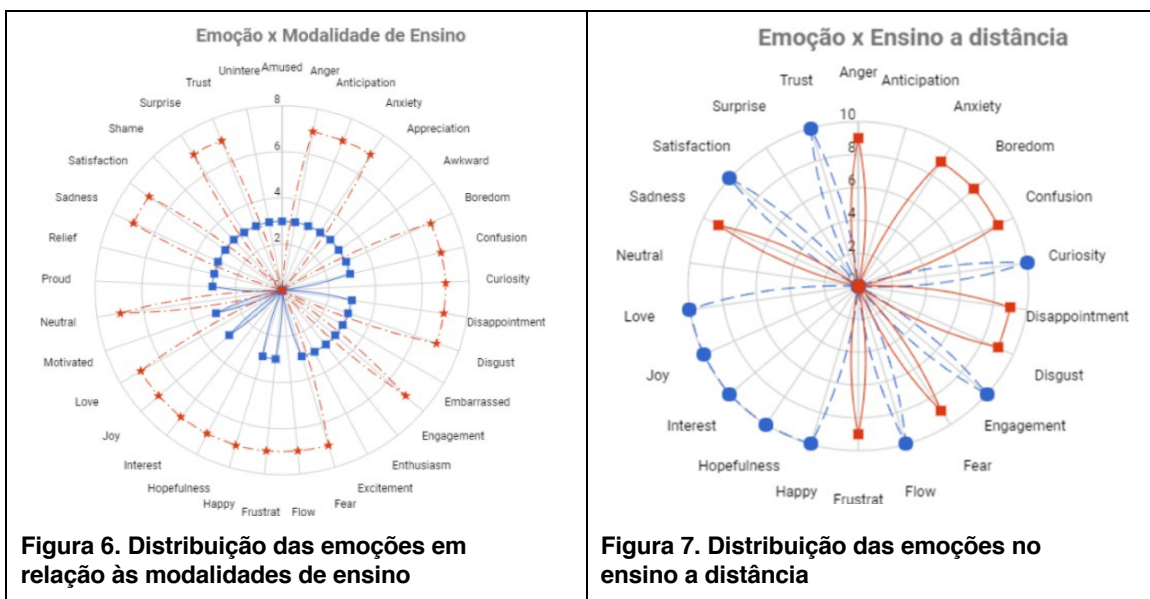 Emoção x Modalidade de Ensino
Unintere
Amused
Anger
Anticipation
Anxiety
Appreciation
Awkward
Boredom
Confusion
Curiosity
Disappointment
Disgust
Embarrassed
Engagement
Enthusiasm
Excitement
Fear
Flow
Frustrat
Happy
Hopefulness
Interest
Joy
Love
Motivated
Neutral
Proud
Relief
Sadness
Satisfaction
Shame
Surprise
Trust
8
6
4
2
Figura 6. Distribuição das emoções em
relação às modalidades de ensino
Emoção x Ensino a distância
Anger
Anticipation
Anxiety
Boredom
Confusion
Curiosity
Disappointment
Disgust
Engagement
Fear
Flow
Frustrat
Happy
Hopefulness
Interest
Joy
Love
Neutral
Sadness
Satisfaction
Surprise
Trust
10
8
6
4
2
Figura 7. Distribuição das emoções no
ensino a distância